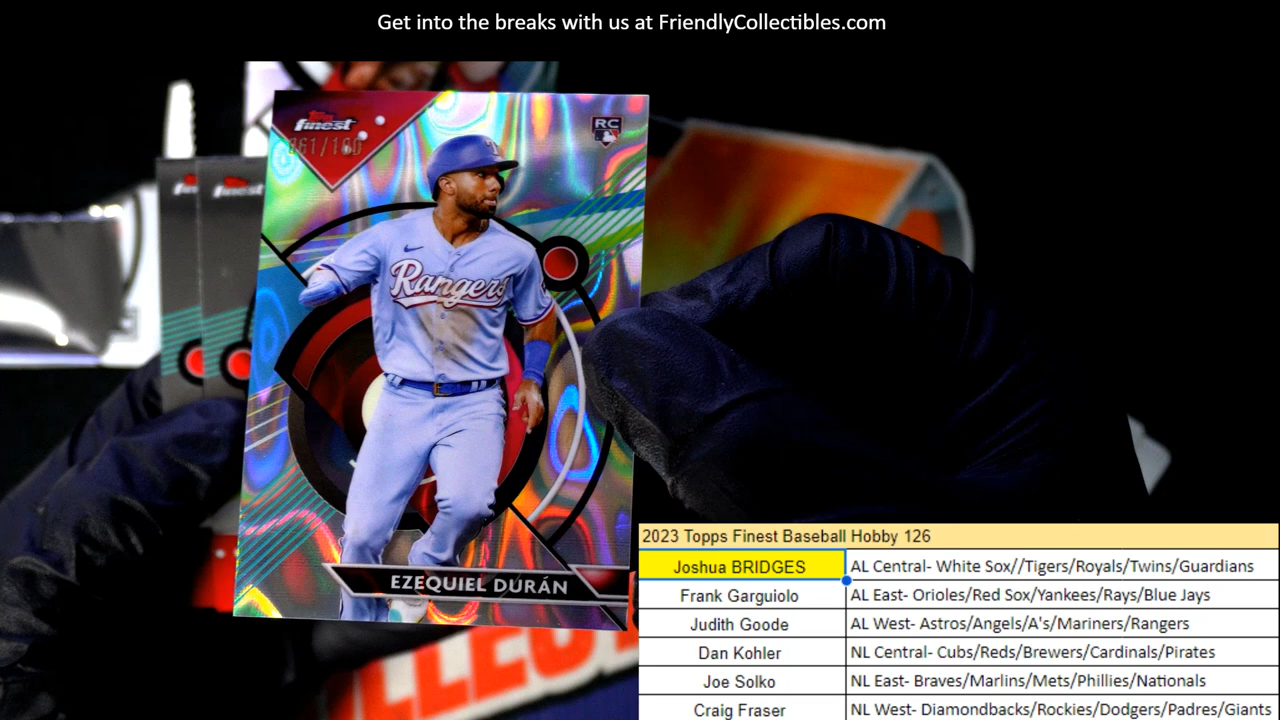 Get into the breaks with us at FriendlyCollectibles.com
Topps
finest
061/100
RC
Rangers
EZEQUIEL DURÁN
2023 Topps Finest Baseball Hobby 126
Joshua BRIDGES AL Central- White Sox//Tigers/Royals/Twins/Guardians
Frank Garguiolo AL East- Orioles/Red Sox/Yankees/Rays/Blue Jays
Judith Goode AL West- Astros/Angels/A's/Mariners/Rangers
Dan Kohler NL Central- Cubs/Reds/Brewers/Cardinals/Pirates
Joe Solko NL East- Braves/Marlins/Mets/Phillies/Nationals
Craig Fraser NL West- Diamondbacks/Rockies/Dodgers/Padres/Giants